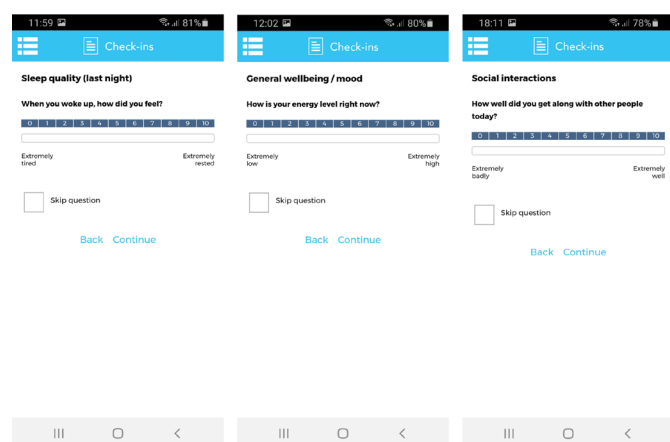 11:59 81%
Check-ins
Sleep quality (last night)
When you woke up, how did you feel?
0 1 2 3 4 5 6 7 8 9 10
Extremely tired Extremely rested
Skip question
Back Continue
12:02 80%
Check-ins
General wellbeing / mood
How is your energy level right now?
0 1 2 3 4 5 6 7 8 9 10
Extremely low Extremely high
Skip question
Back Continue
18:11 78%
Check-ins
Social interactions
How well did you get along with other people
today?
0 1 2 3 4 5 6 7 8 9 10
Extremely badly Extremely well
Skip question
Back Continue